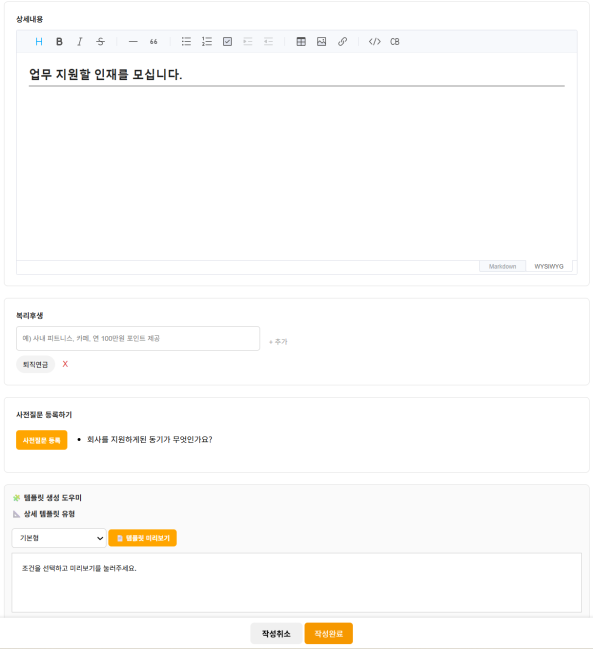 상세내용
H B I S 66 </> CB
업무 지원할 인재를 모십니다.
Markdown WYSIWYG
복리후생
예) 사내 피트니스, 카페, 연 100만원 포인트 제공
+ 추가
퇴직연금 X
사전질문 등록하기
사전질문 등록 • 회사를 지원하게된 동기가 무엇인가요?
템플릿 생성 도우미
상세 템플릿 유형
기본형 템플릿 미리보기
조건을 선택하고 미리보기를 눌러주세요.
작성취소 작성완료